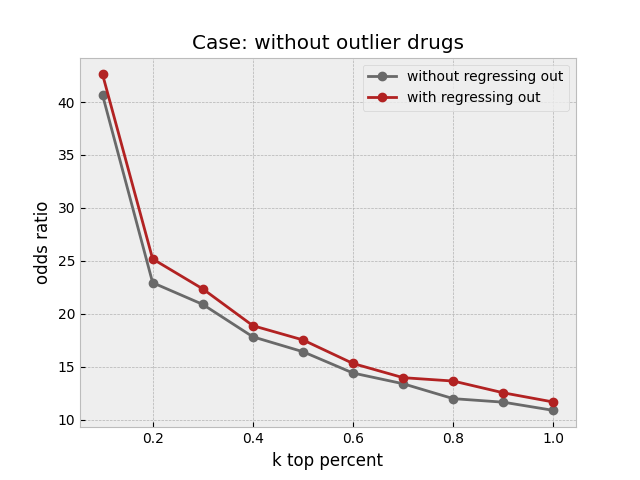 Case: without outlier drugs
without regressing out
with regressing out
odds ratio
40
35
30
25
20
15
10
0.2 0.4 0.6 0.8 1.0
k top percent